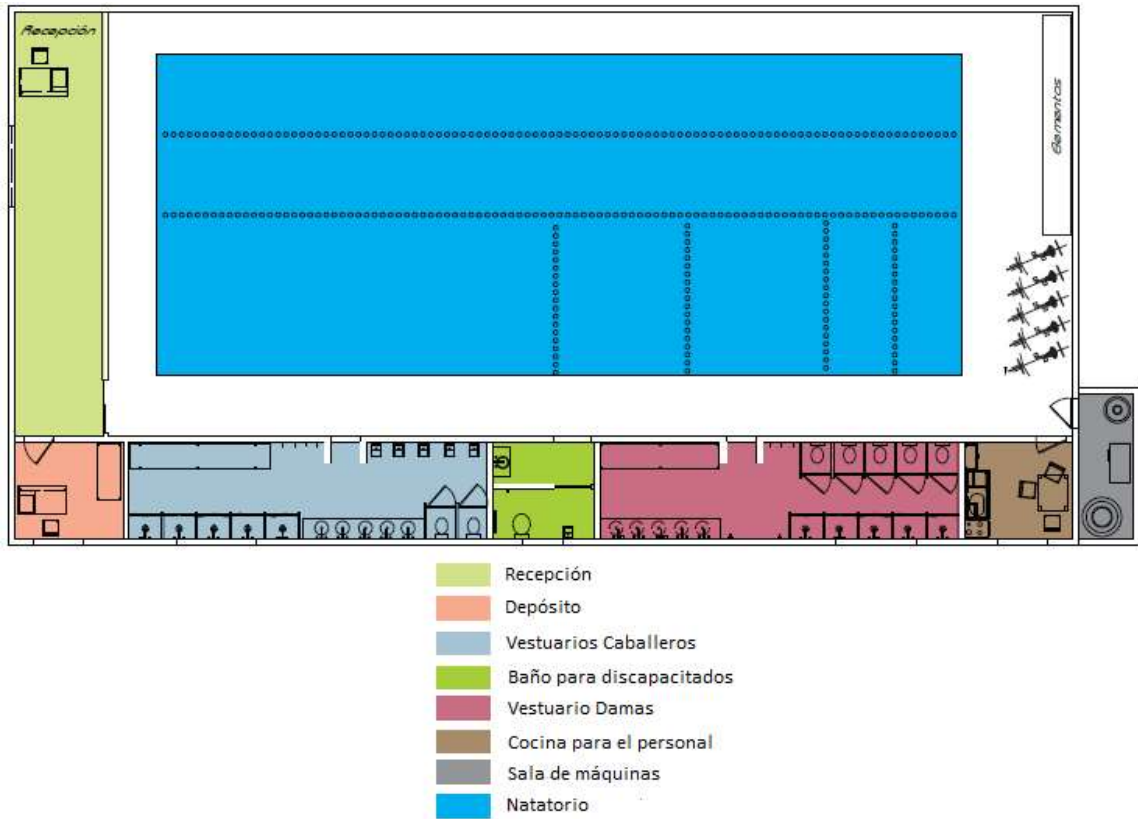 Recepción
Elementos
Recepción
Depósito
Vestuarios Caballeros
Baño para discapacitados
Vestuario Damas
Cocina para el personal
Sala de máquinas
Natatorio